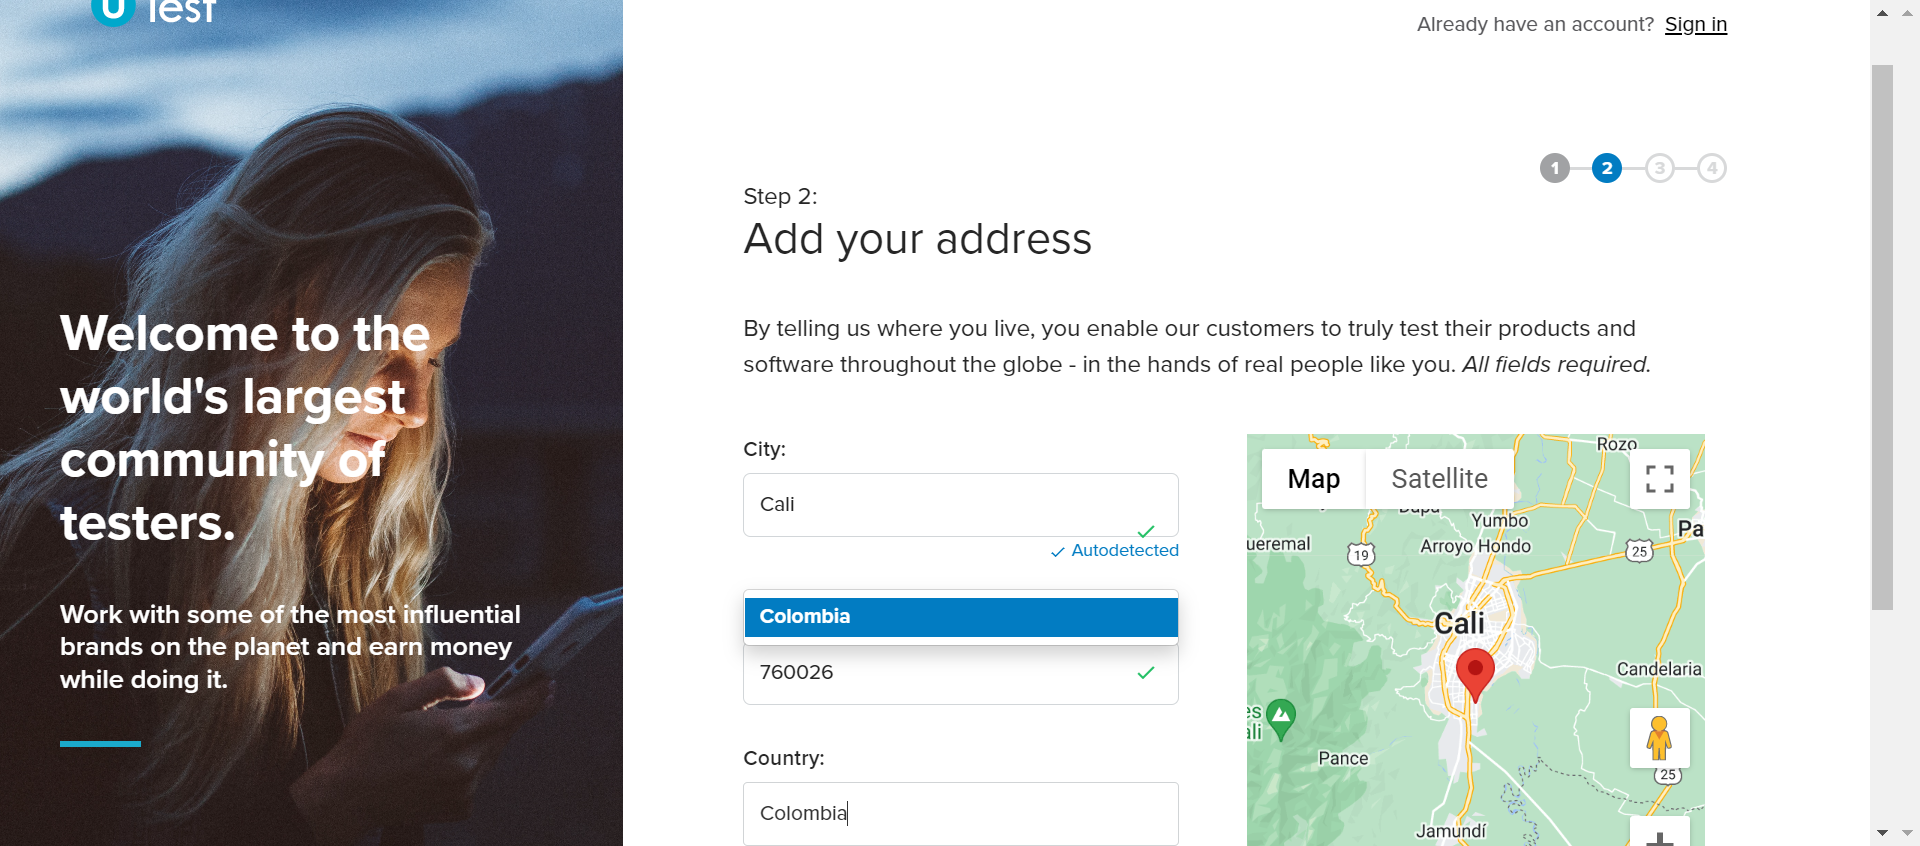 U Test
Already have an account? Sign in
1 2 3 4
Step 2:
Add your address
By telling us where you live, you enable our customers to truly test their products and
software throughout the globe - in the hands of real people like you. All fields required.
Welcome to the
world's largest
community of
testers.
Work with some of the most influential
brands on the planet and earn money
while doing it.
City:
Cali
Autodetected
Colombia
760026
Country:
Colombia
Map Satellite
Rozo
Yumbo
Pa
ueremal
19
Arroyo Hondo
25
Cali
Candelaria
es
ali
Pance
25
Jamundí